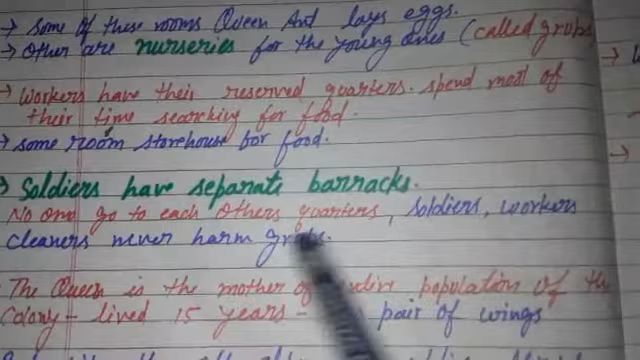 → Some of these rooms Queen And lays eggs.
→ Other are nurseries for the young ones (called grubs
→ Workers have their reserved quarters. spend most of
their time searching for food.
→ some room storehouse for food.
→ Soldiers have separate barracks.
No one go to each others quarters, soldiers, workers
cleaners never harm grubs.
The Queen is the mother of population of the
Colony - lived 15 years - pair of wings